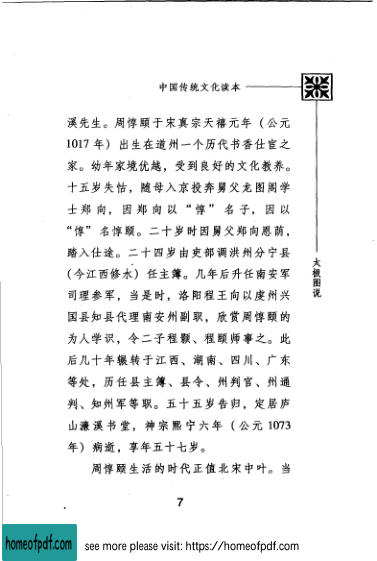 中国传统文化读本
溪先生。周惇颐于宋真宗天禧元年（公元
1017 年）出生在道州一个历代书香仕宦之
家。幼年家境优越，受到良好的文化教养。
十五岁失怙，随母入京投奔舅父龙图阁学
士郑向，因郑向以“惇”名子，因以
“惇”名惇颐。二十岁时因舅父郑向恩荫，
踏入仕途。二十四岁由吏部调洪州分宁县
(今江西修水）任主簿。几年后升任南安军
司理参军，当是时，洛阳程王向以虔州兴
国县知县代理南安州副职，欣赏周惇颐的
为人学识，令二子程颢、程颐师事之。此
后几十年辗转于江西、湖南、四川、广东
等处，历任县主簿、县令、州判官、州通
判、知州军等职。五十五岁告归，定居庐
山濂溪书堂，神宗熙宁六年（公元 1073
年）病逝，享年五十七岁。
周惇颐生活的时代正值北宋中叶。当
太极图说
7
homeofpdf.com
see more please visit: https://homeofpdf.com